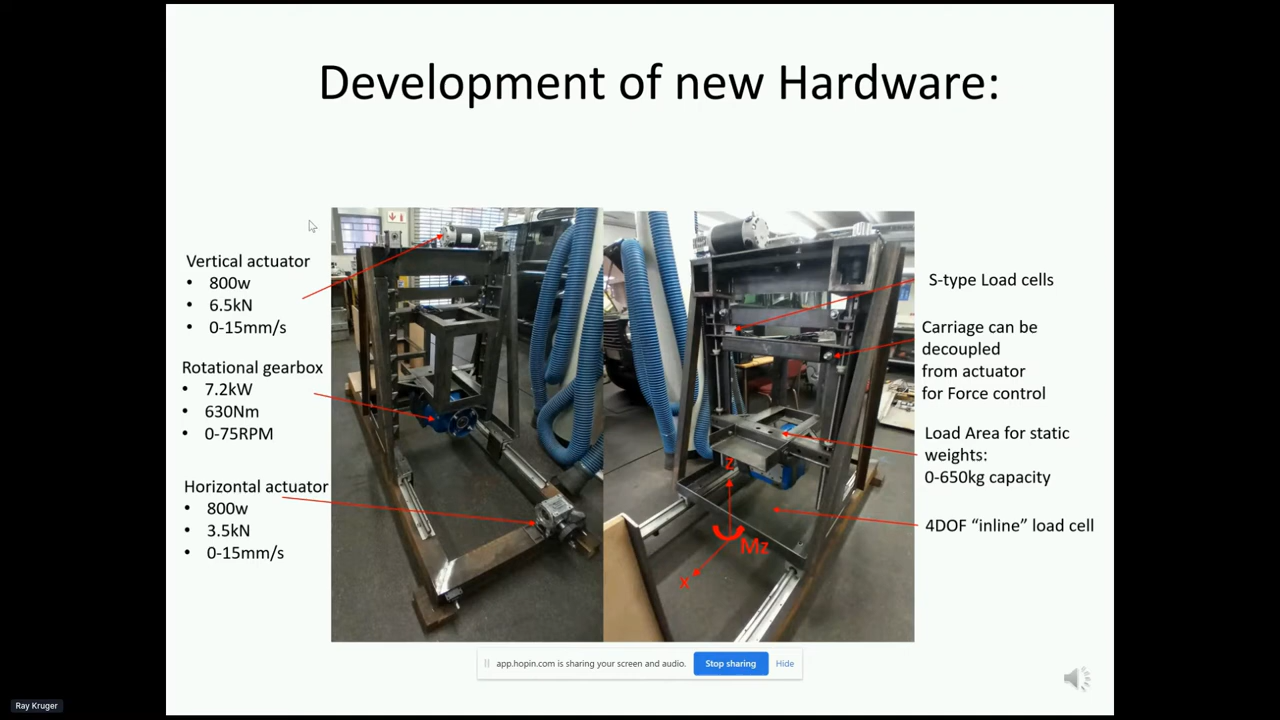 Development of new Hardware:
Vertical actuator
• 800w
• 6.5kN
• 0-15mm/s
Rotational gearbox
• 7.2kW
• 630Nm
• 0-75RPM
Horizontal actuator
• 800w
• 3.5kN
• 0-15mm/s
S-type Load cells
Carriage can be
decoupled
from actuator
for Force control
Load Area for static
weights:
0-650kg capacity
4DOF “inline” load cell
z
Mz
x
app.hopin.com is sharing your screen and audio.
Stop sharing
Hide
Ray Kruger